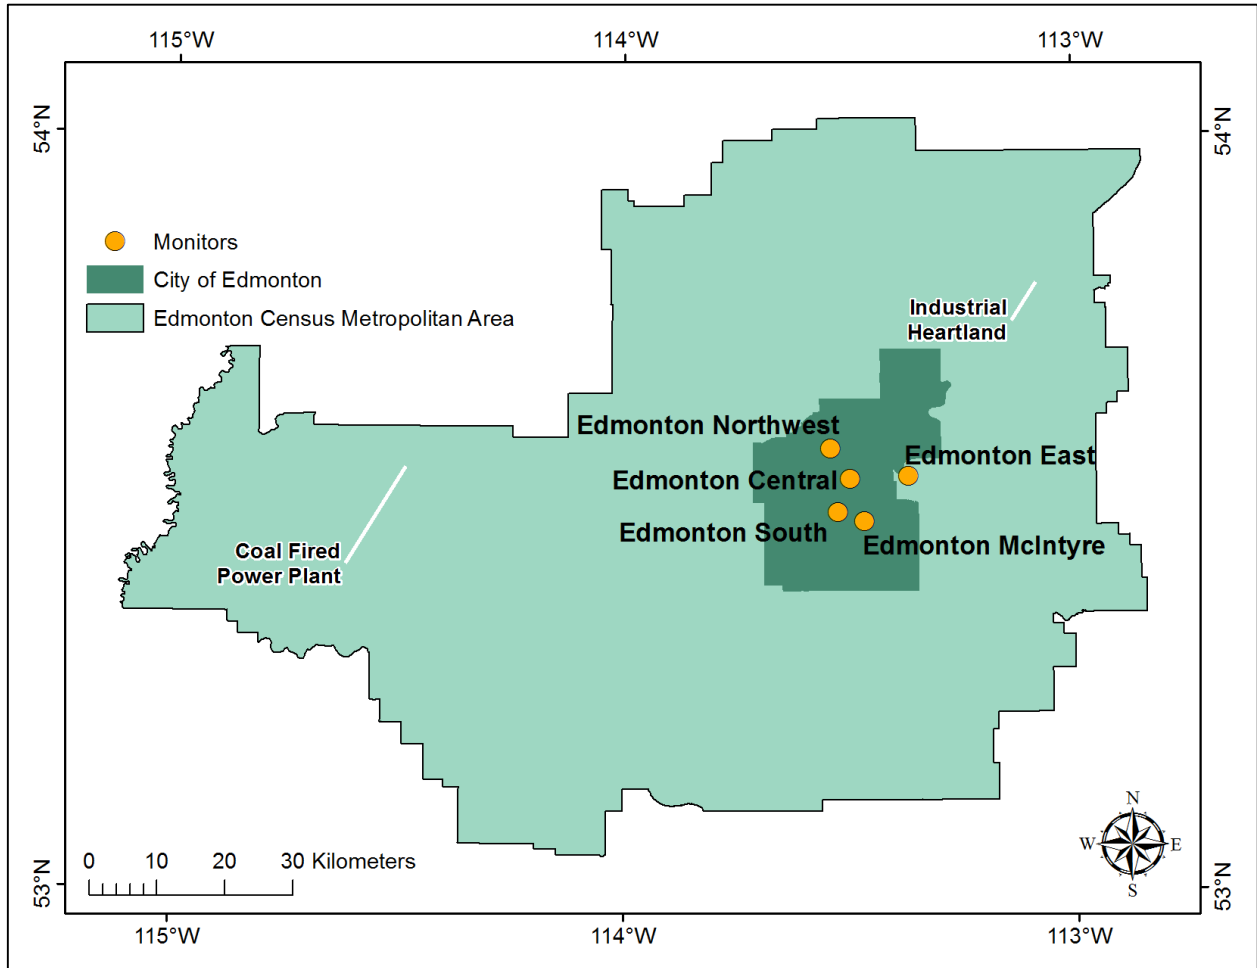 115°W 114°W 113°W
54°N 54°N
Monitors
City of Edmonton
Edmonton Census Metropolitan Area
Industrial
Heartland
Edmonton Northwest
Edmonton East
Edmonton Central
Edmonton South
Edmonton McIntyre
Coal Fired
Power Plant
N
W E
S
0 10 20 30 Kilometers
53°N 53°N
115°W 114°W 113°W